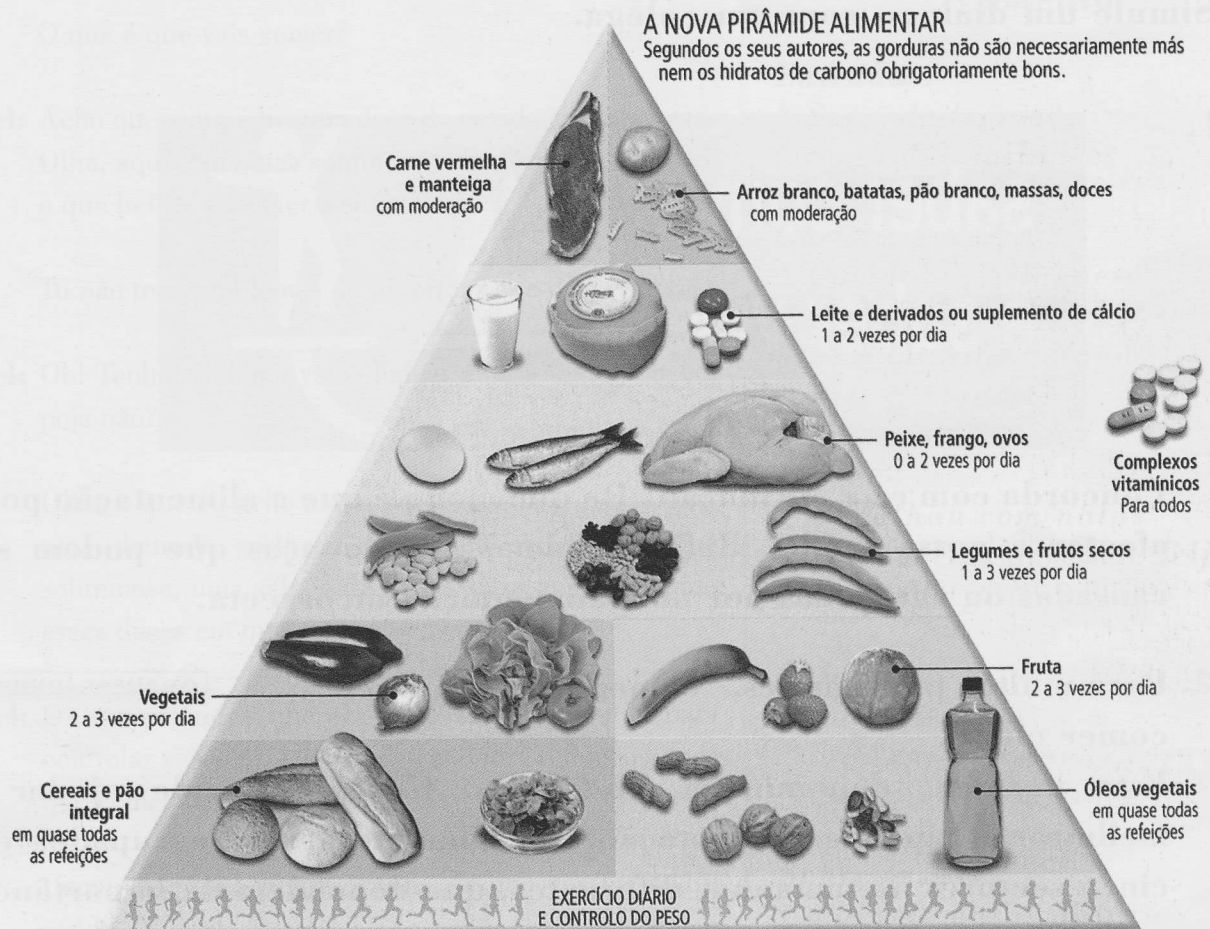 A NOVA PIRÂMIDE ALIMENTAR
Segundos os seus autores, as gorduras não são necessariamente más
nem os hidratos de carbono obrigatoriamente bons.
Carne vermelha
e manteiga
com moderação
Arroz branco, batatas, pão branco, massas, doces
com moderação
Leite e derivados ou suplemento de cálcio
1 a 2 vezes por dia
Peixe, frango, ovos
0 a 2 vezes por dia
Complexos
vitamínicos
Para todos
Legumes e frutos secos
1 a 3 vezes por dia
Vegetais
2 a 3 vezes por dia
Fruta
2 a 3 vezes por dia
Cereais e pão
integral
em quase todas
as refeições
Óleos vegetais
em quase todas
as refeições
EXERCÍCIO DIÁRIO
E CONTROLO DO PESO